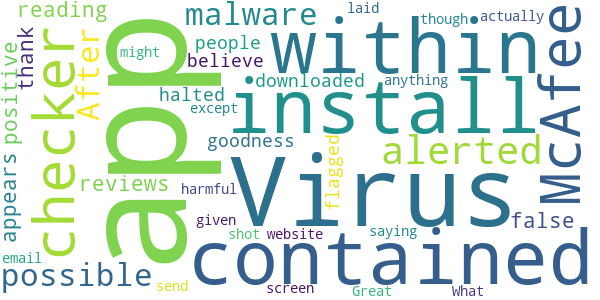 reading
malware
laid
though
actually
thank
After
might
people
within
believe
McAfee
positive
checker
app
downloaded
anything
halted
except
install
goodness
flagged
alerted
appears
reviews
harmful
Virus
given
false
shot
website
saying
contained
email
possible
send
screen
Great
What